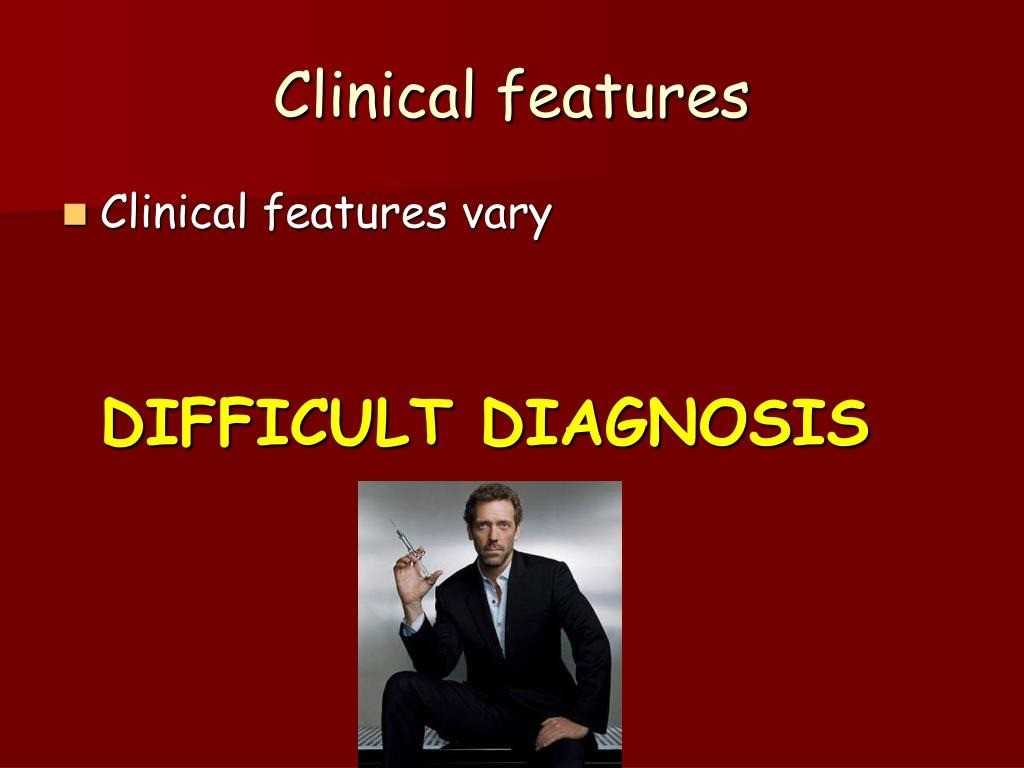 Clinical features
Clinical features vary
DIFFICULT DIAGNOSIS